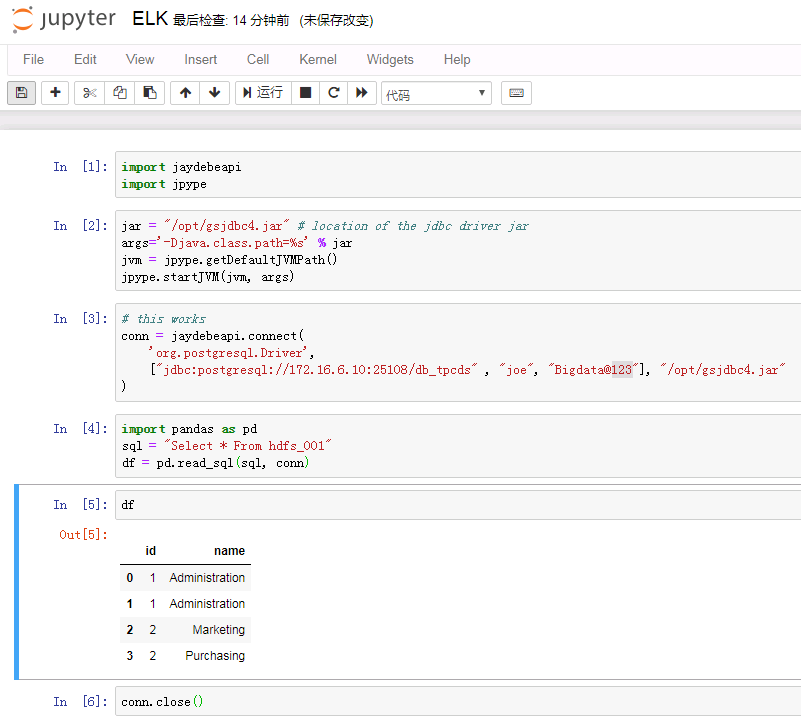 jupyter ELK 最后检查: 14 分钟前 (未保存改变)
File Edit View Insert Cell Kernel Widgets Help
运行 代码
In [1]: import jaydebeapi
import jpype
In [2]: jar = "/opt/gsjdbc4.jar" # location of the jdbc driver jar
args='-Djava.class.path=%s' % jar
jvm = jpype.getDefaultJVMPath()
jpype.startJVM(jvm, args)
In [3]: # this works
conn = jaydebeapi.connect(
'org.postgresql.Driver',
["jdbc:postgresql://172.16.6.10:25108/db_tpcds" , "joe", "Bigdata@123"], "/opt/gsjdbc4.jar"
)
In [4]: import pandas as pd
sql = "Select * From hdfs_001"
df = pd.read_sql(sql, conn)
In [5]: df
Out[5]:
id name
0 1 Administration
1 1 Administration
2 2 Marketing
3 2 Purchasing
In [6]: conn.close()